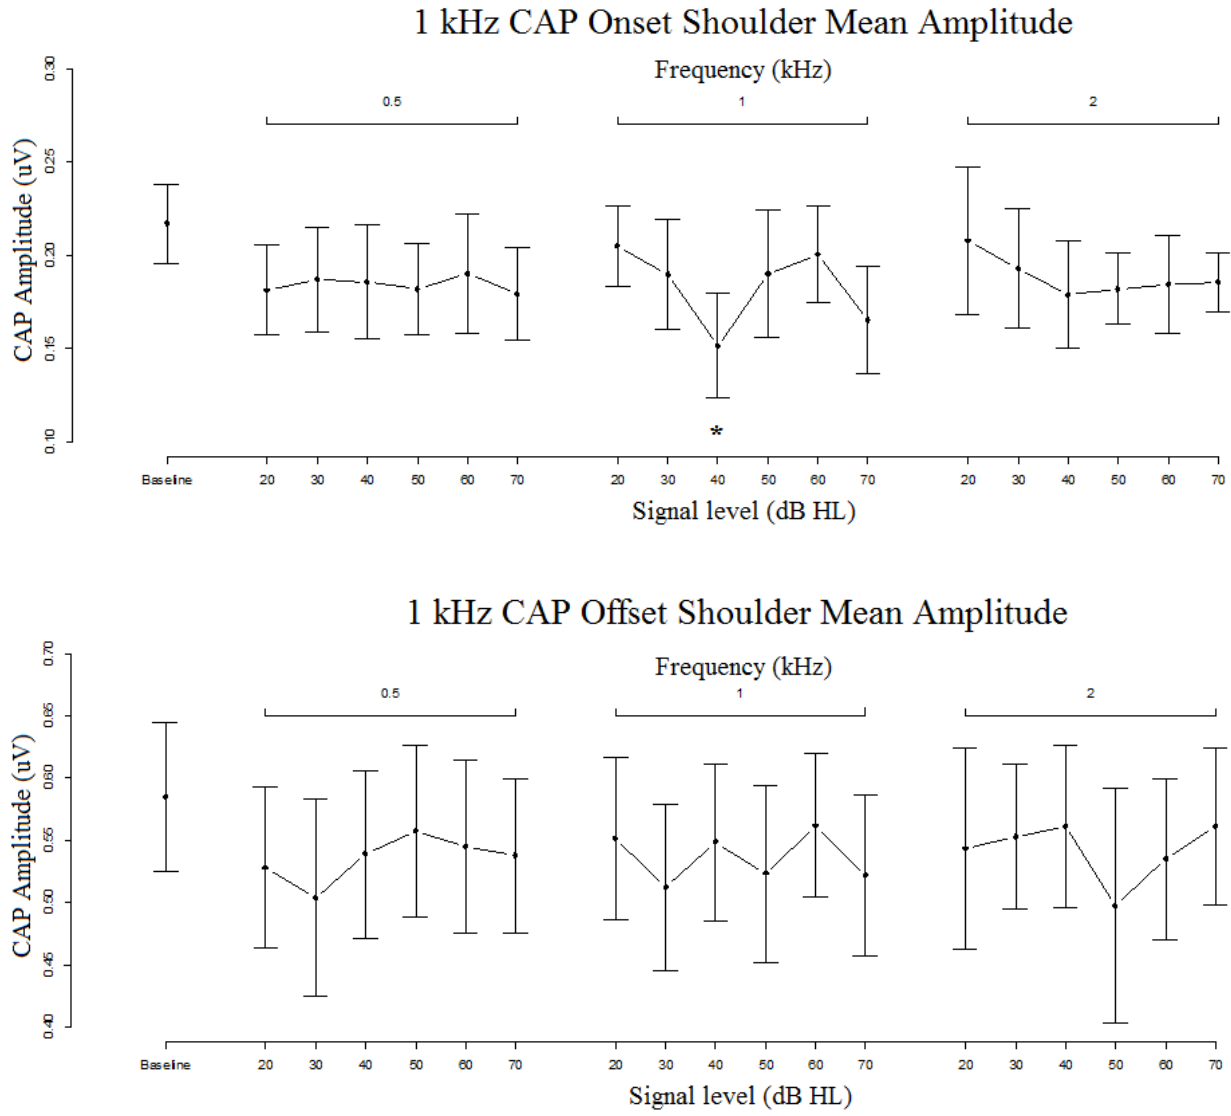 1 kHz CAP Onset Shoulder Mean Amplitude
Frequency (kHz)
0.5 1 2
CAP Amplitude (uV)
0.30
0.25
0.20
0.15
0.10
*
Baseline 20 30 40 50 60 70 20 30 40 50 60 70 20 30 40 50 60 70
Signal level (dB HL)
1 kHz CAP Offset Shoulder Mean Amplitude
Frequency (kHz)
0.5 1 2
CAP Amplitude (uV)
0.70
0.65
0.60
0.55
0.50
0.45
0.40
Baseline 20 30 40 50 60 70 20 30 40 50 60 70 20 30 40 50 60 70
Signal level (dB HL)